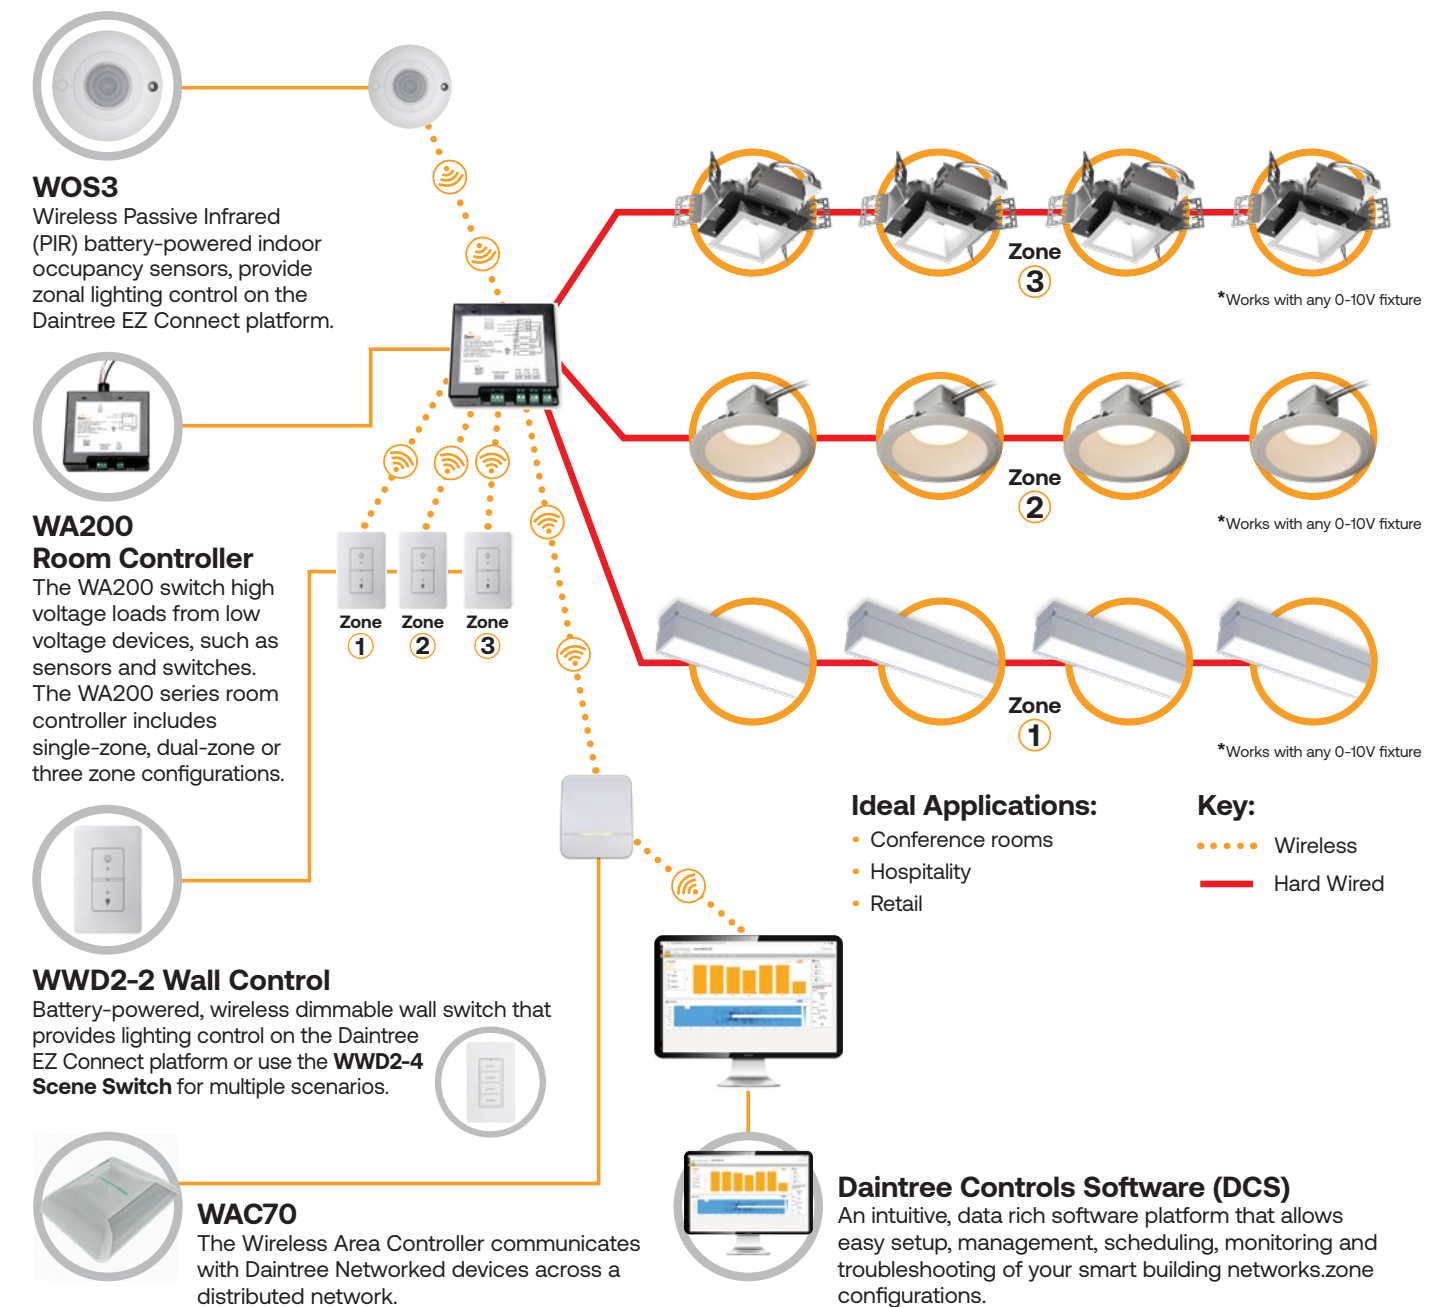 WOS3
Wireless Passive Infrared
(PIR) battery-powered indoor
occupancy sensors, provide
zonal lighting control on the
Daintree EZ Connect platform.
WA200
Room Controller
The WA200 switch high
voltage loads from low
voltage devices, such as
sensors and switches.
The WA200 series room
controller includes
single-zone, dual-zone or
three zone configurations.
Zone
1
Zone
2
Zone
3
Zone
3
*Works with any 0-10V fixture
Zone
2
*Works with any 0-10V fixture
Zone
1
*Works with any 0-10V fixture
Ideal Applications:
• Conference rooms
• Hospitality
• Retail
Key:
Wireless
Hard Wired
WWD2-2 Wall Control
Battery-powered, wireless dimmable wall switch that
provides lighting control on the Daintree
EZ Connect platform or use the WWD2-4
Scene Switch for multiple scenarios.
WAC70
The Wireless Area Controller communicates
with Daintree Networked devices across a
distributed network.
Daintree Controls Software (DCS)
An intuitive, data rich software platform that allows
easy setup, management, scheduling, monitoring and
troubleshooting of your smart building networks.zone
configurations.